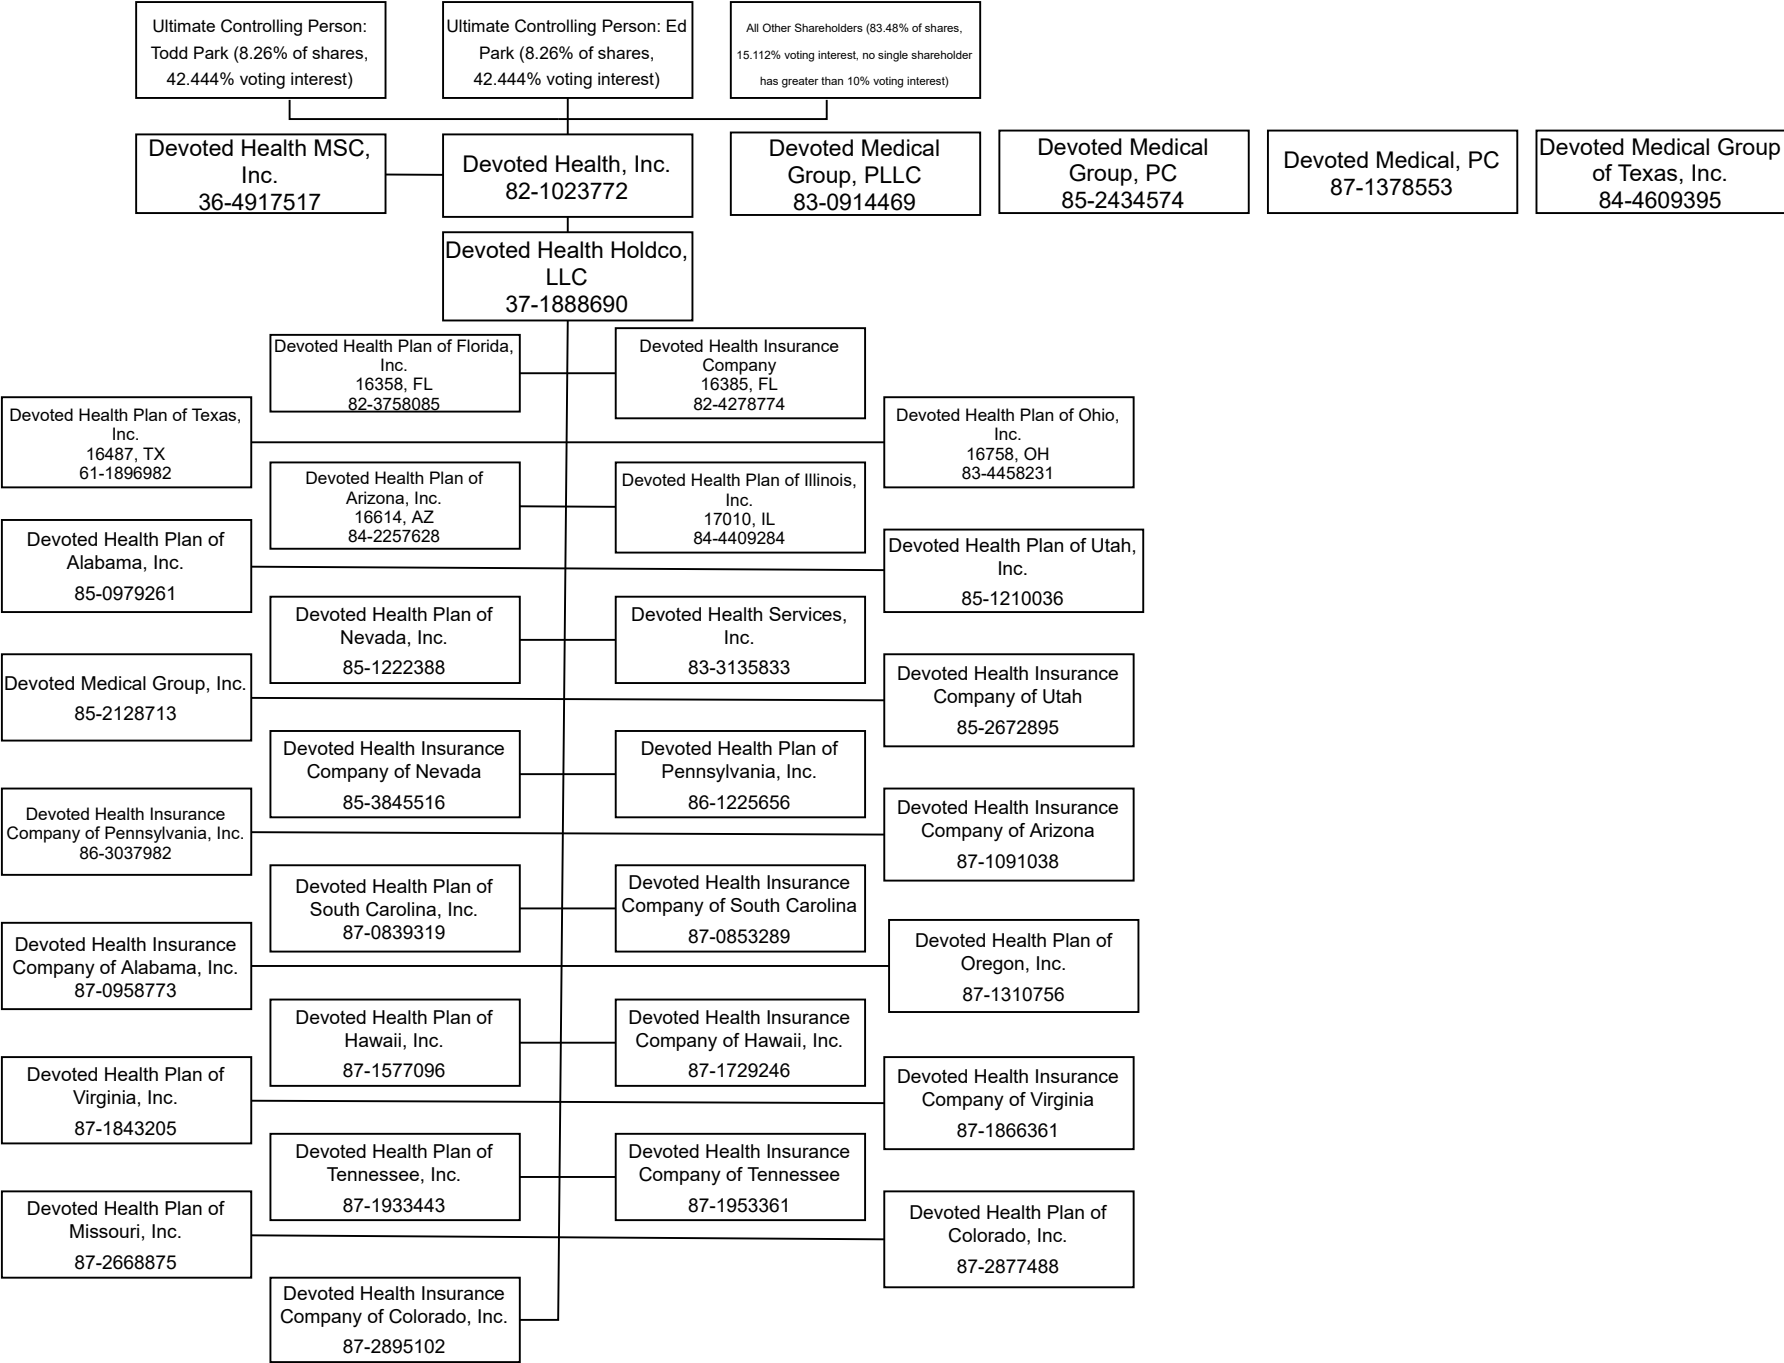 Ultimate Controlling Person:
Todd Park (8.26% of shares,
42.444% voting interest)
Ultimate Controlling Person: Ed
Park (8.26% of shares,
42.444% voting interest)
All Other Shareholders (83.48% of shares,
15.112% voting interest, no single shareholder
has greater than 10% voting interest)
Devoted Health MSC,
Inc.
36-4917517
Devoted Health, Inc.
82-1023772
Devoted Medical
Group, PLLC
83-0914469
Devoted Medical
Group, PC
85-2434574
Devoted Medical, PC
87-1378553
Devoted Medical Group
of Texas, Inc.
84-4609395
Devoted Health Holdco,
LLC
37-1888690
Devoted Health Plan of Florida,
Inc.
16358, FL
82-3758085
Devoted Health Insurance
Company
16385, FL
82-4278774
Devoted Health Plan of Texas,
Inc.
16487, TX
61-1896982
Devoted Health Plan of Ohio,
Inc.
16758, OH
83-4458231
Devoted Health Plan of
Arizona, Inc.
16614, AZ
84-2257628
Devoted Health Plan of Illinois,
Inc.
17010, IL
84-4409284
Devoted Health Plan of
Alabama, Inc.
85-0979261
Devoted Health Plan of Utah,
Inc.
85-1210036
Devoted Health Plan of
Nevada, Inc.
85-1222388
Devoted Health Services,
Inc.
83-3135833
Devoted Medical Group, Inc.
85-2128713
Devoted Health Insurance
Company of Utah
85-2672895
Devoted Health Insurance
Company of Nevada
85-3845516
Devoted Health Plan of
Pennsylvania, Inc.
86-1225656
Devoted Health Insurance
Company of Pennsylvania, Inc.
86-3037982
Devoted Health Insurance
Company of Arizona
87-1091038
Devoted Health Plan of
South Carolina, Inc.
87-0839319
Devoted Health Insurance
Company of South Carolina
87-0853289
Devoted Health Insurance
Company of Alabama, Inc.
87-0958773
Devoted Health Plan of
Oregon, Inc.
87-1310756
Devoted Health Plan of
Hawaii, Inc.
87-1577096
Devoted Health Insurance
Company of Hawaii, Inc.
87-1729246
Devoted Health Plan of
Virginia, Inc.
87-1843205
Devoted Health Insurance
Company of Virginia
87-1866361
Devoted Health Plan of
Tennessee, Inc.
87-1933443
Devoted Health Insurance
Company of Tennessee
87-1953361
Devoted Health Plan of
Missouri, Inc.
87-2668875
Devoted Health Plan of
Colorado, Inc.
87-2877488
Devoted Health Insurance
Company of Colorado, Inc.
87-2895102